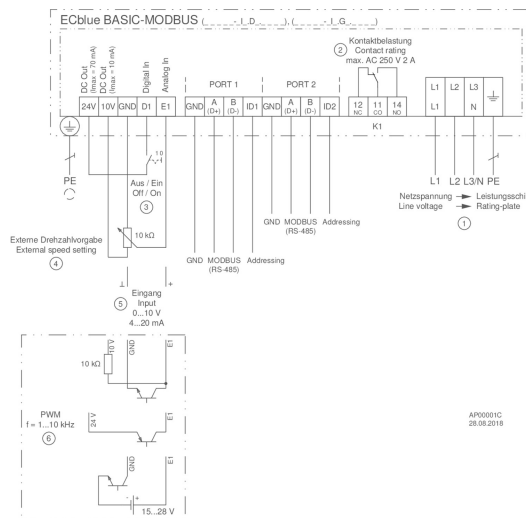 ECblue BASIC-MODBUS (_ _ _ _ _-_I_.D_._ _), (_ _ _ _ _-_I_.G_._ _)
DC Out
(Imax = 70 mA)
DC Out
(Imax = 10 mA)
Digital In
Analog In
24V 10V GND D1 E1
PORT 1
GND A (D+) B (D-) ID1
PORT 2
GND A (D+) B (D-) ID2
2
Kontaktbelastung
Contact rating
max. AC 250 V 2 A
12 NC 11 CO 14 NO
K1
L1 L2 L3
L1 N
PE
1 0
Aus / Ein
Off / On
3
L1 L2 L3/N PE
Netzspannung Leistungsschi
Line voltage Rating-plate
1
GND MODBUS (RS-485) Addressing
GND MODBUS (RS-485) Addressing
10 kΩ
Externe Drehzahlvorgabe
External speed setting
4
⊥ +
5
Eingang
Input
0...10 V
4...20 mA
10 V
GND
E1
10 kΩ
PWM
f = 1...10 kHz
6
24 V
E1
GND
E1
- +
15...28 V
AP00001C
28.08.2018